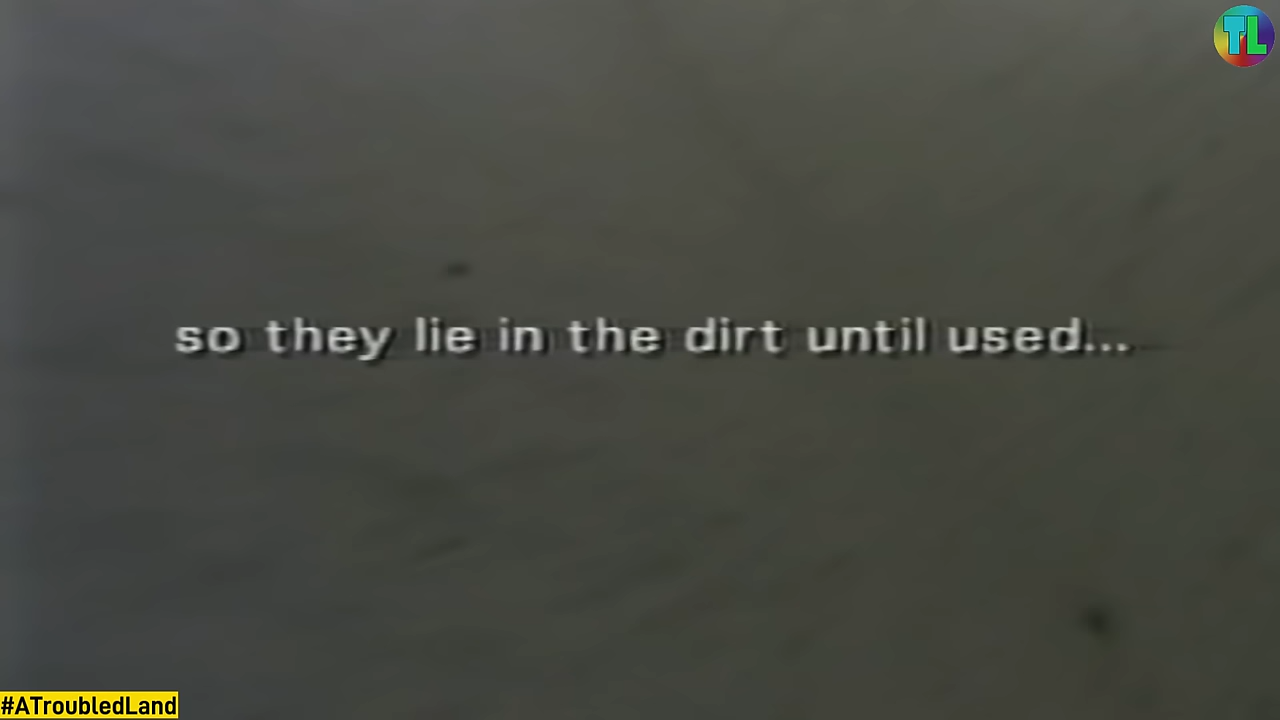 TL
so they lie in the dirt until used...
#ATroubledLand